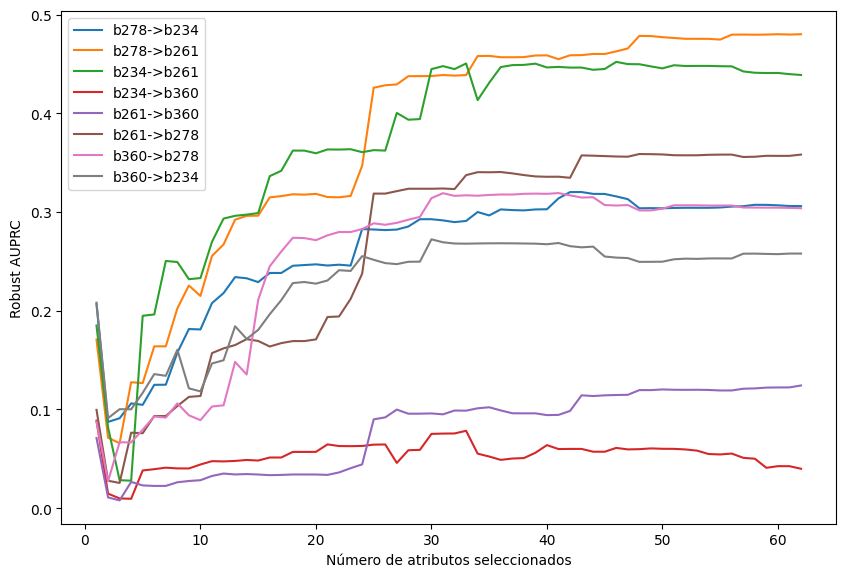 b278->b234
b278->b261
b234->b261
b234->b360
b261->b360
b261->b278
b360->b278
b360->b234
0.5
0.4
0.3
0.2
0.1
0.0
Robust AUPRC
0 10 20 30 40 50 60
Número de atributos seleccionados